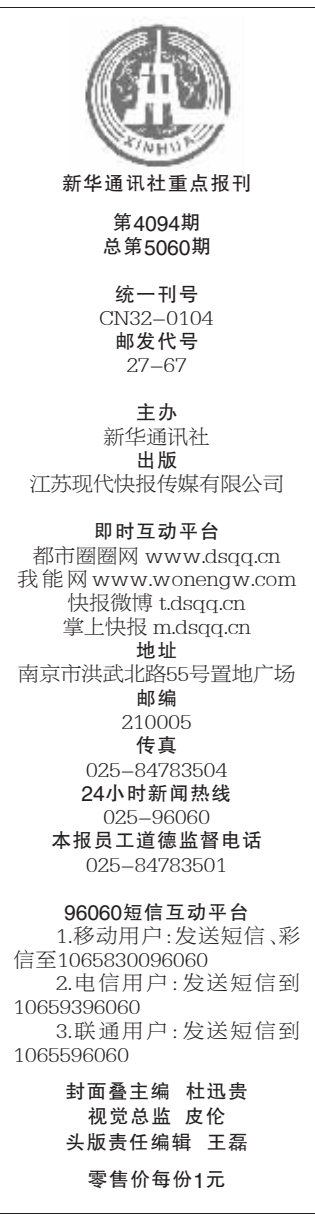 XINHUA
新华通讯社重点报刊
第4094期
总第5060期
统一刊号
CN32-0104
邮发代号
27-67
主办
新华通讯社
出版
江苏现代快报传媒有限公司
即时互动平台
都市圈圈网 www.dsqq.cn
我能网 www.wonengw.com
快报微博 t.dsqq.cn
掌上快报 m.dsqq.cn
地址
南京市洪武北路55号置地广场
邮编
210005
传真
025-84783504
24小时新闻热线
025-96060
本报员工道德监督电话
025-84783501
96060短信互动平台
1.移动用户:发送短信、彩
信至1065830096060
2.电信用户:发送短信到
10659396060
3.联通用户:发送短信到
1065596060
封面叠主编 杜迅贵
视觉总监 皮伦
头版责任编辑 王磊
零售价每份1元